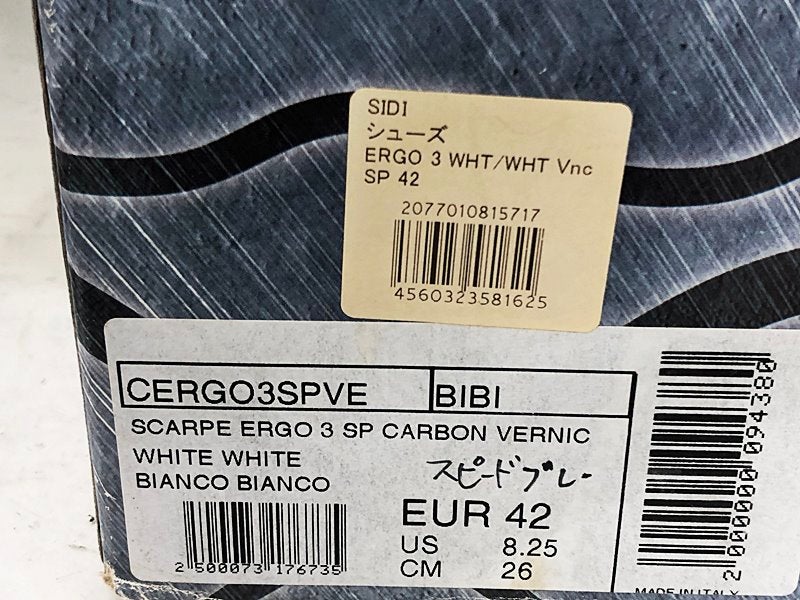 SIDI
シューズ
ERGO 3 WHT/WHT Vnc
SP 42
2077010815717
4560323581625
CERGO3SPVE BIBI
SCARPE ERGO 3 SP CARBON VERNIC
WHITE WHITE
BIANCO BIANCO
スピードプレー
EUR 42
US 8.25
CM 26
2 500073 176735
2 000000 094380
MADE IN ITALY